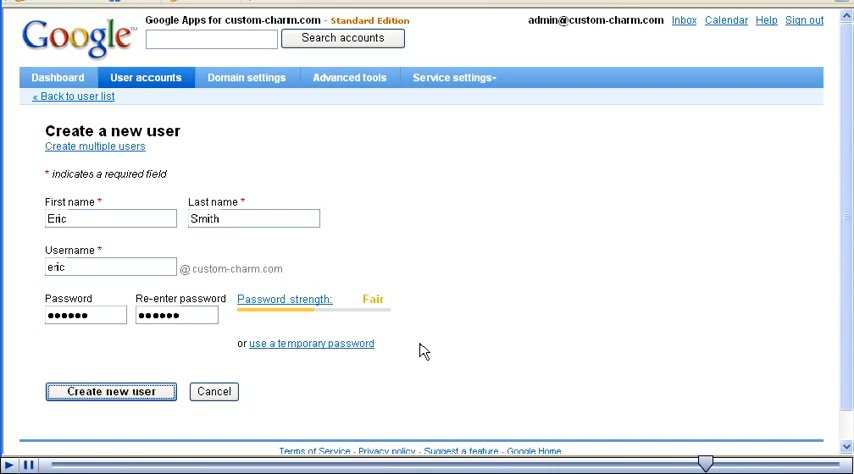 Google™
Google Apps for custom-charm.com - Standard Edition
Search accounts
admin@custom-charm.com Inbox Calendar Help Sign out
Dashboard User accounts Domain settings Advanced tools Service settings
« Back to user list
Create a new user
Create multiple users
* indicates a required field
First name * Last name *
Eric Smith
Username *
eric @ custom-charm.com
Password Re-enter password Password strength: Fair
•••••• ••••••
or use a temporary password
Create new user Cancel
Terms of Service - Privacy policy - Suggest a feature - Google Home